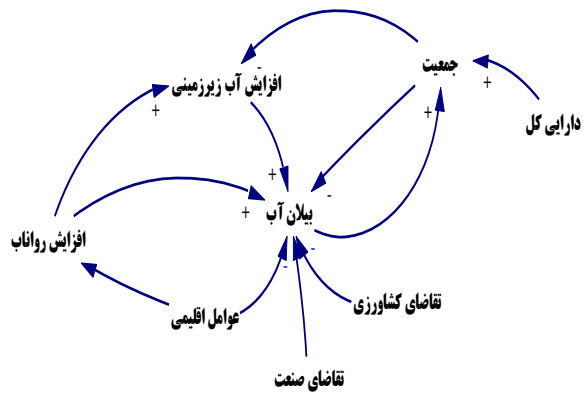 جمعیت
افزایش آب زیرزمینی
-
+
+
+
دارایی کل
+
-
بیلان آب
+
افزایش رواناب
-
-
تقاضای کشاورزی
عوامل اقلیمی
تقاضای صنعت